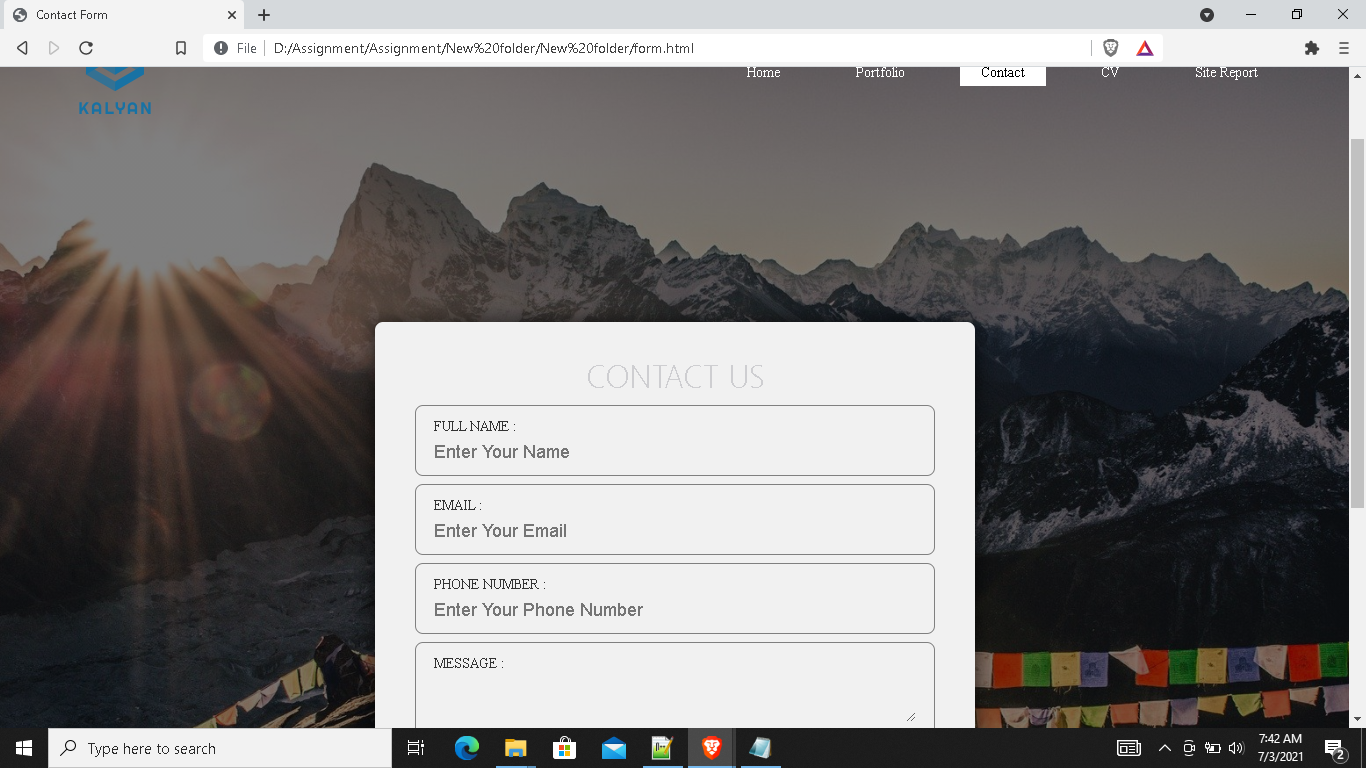 Contact Form
File D:/Assignment/Assignment/New%20folder/New%20folder/form.html
KALYAN
Home Portfolio Contact CV Site Report
CONTACT US
FULL NAME :
Enter Your Name
EMAIL :
Enter Your Email
PHONE NUMBER :
Enter Your Phone Number
MESSAGE :
Type here to search
7:42 AM
7/3/2021
2